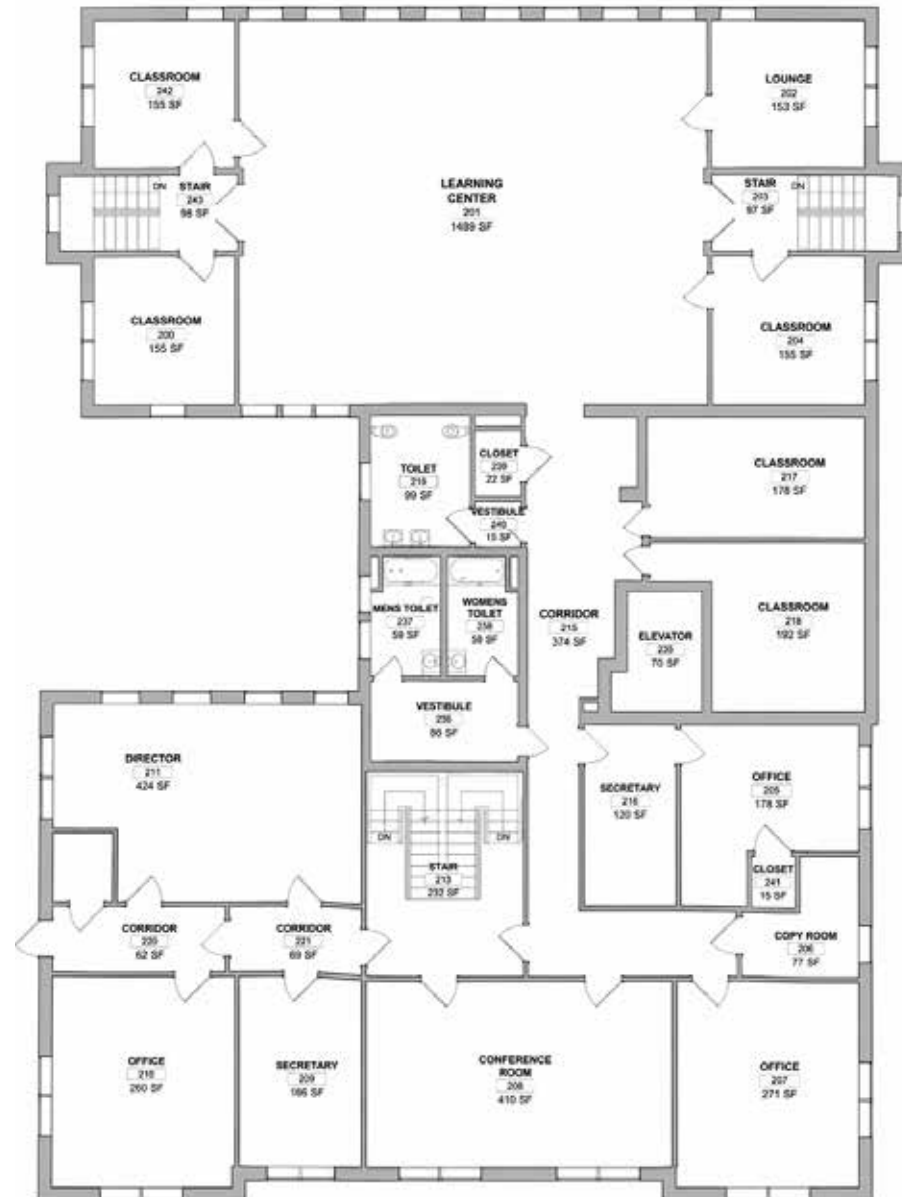 CLASSROOM
242
155 SF
LOUNGE
202
153 SF
DN
STAIR
243
98 SF
LEARNING
CENTER
201
1489 SF
STAIR
203
97 SF
DN
CLASSROOM
200
155 SF
CLASSROOM
204
155 SF
TOILET
99 SF
CLOSET
239
22 SF
VESTIBULE
240
15 SF
CLASSROOM
217
178 SF
CLASSROOM
218
192 SF
MENS TOILET
237
59 SF
WOMENS
TOILET
238
58 SF
CORRIDOR
215
374 SF
ELEVATOR
70 SF
VESTIBULE
236
86 SF
DIRECTOR
211
424 SF
SECRETARY
216
120 SF
OFFICE
205
178 SF
DN
DN
STAIR
213
232 SF
CLOSET
241
15 SF
CORRIDOR
220
62 SF
CORRIDOR
221
69 SF
COPY ROOM
206
77 SF
OFFICE
210
260 SF
SECRETARY
209
186 SF
CONFERENCE
ROOM
208
410 SF
OFFICE
207
271 SF